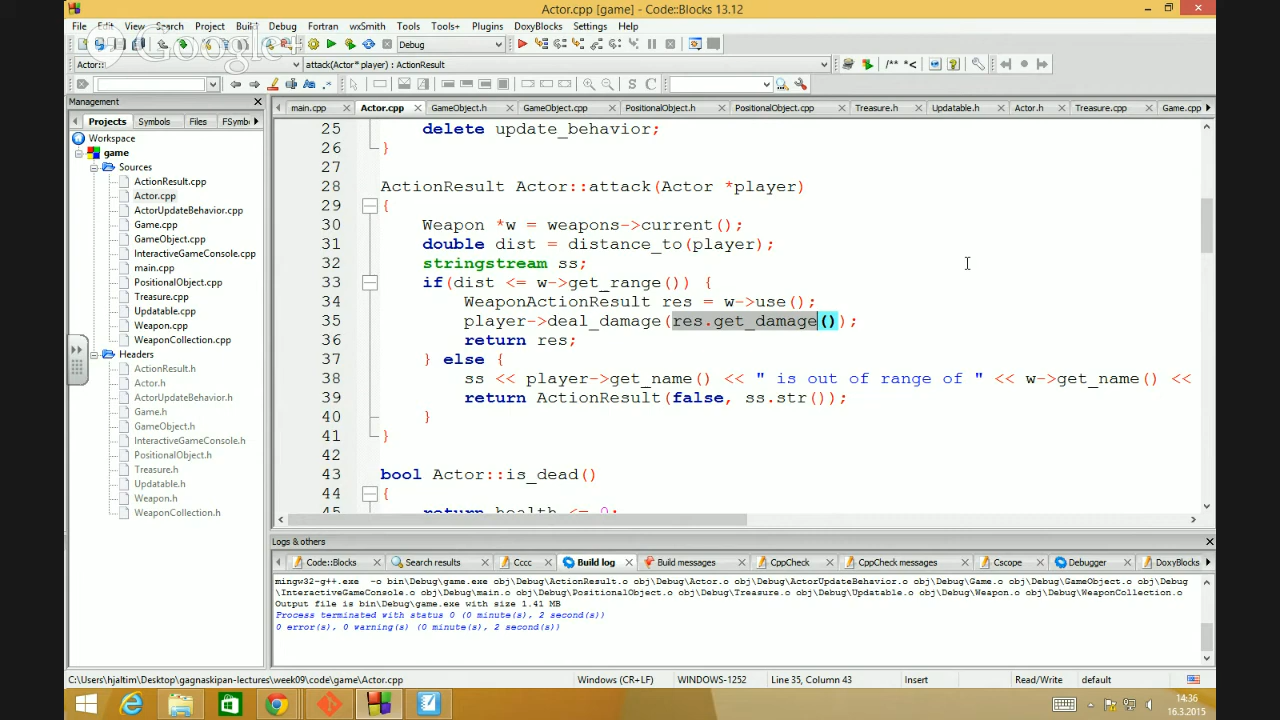 Actor.cpp [game] - Code::Blocks 13.12
File Edit View Search Project Build Debug Fortran wxSmith Tools Tools+ Plugins DoxyBlocks Settings Help
Google+
Debug
Actor:: attack(Actor* player) : ActionResult
/** *<
S C
Management
Projects Symbols Files FSymb
main.cpp Actor.cpp GameObject.h GameObject.cpp PositionalObject.h PositionalObject.cpp Treasure.h Updatable.h Actor.h Treasure.cpp Game.cpp
Workspace
game
Sources
ActionResult.cpp
Actor.cpp
ActorUpdateBehavior.cpp
Game.cpp
GameObject.cpp
InteractiveGameConsole.cpp
main.cpp
PositionalObject.cpp
Treasure.cpp
Updatable.cpp
Weapon.cpp
WeaponCollection.cpp
Headers
ActionResult.h
Actor.h
ActorUpdateBehavior.h
Game.h
GameObject.h
InteractiveGameConsole.h
PositionalObject.h
Treasure.h
Updatable.h
Weapon.h
WeaponCollection.h
25 delete update_behavior;
26 }
27
28 ActionResult Actor::attack(Actor *player)
29 {
30 Weapon *w = weapons->current();
31 double dist = distance_to(player);
32 stringstream ss;
33 if(dist <= w->get_range()) {
34 WeaponActionResult res = w->use();
35 player->deal_damage(res.get_damage());
36 return res;
37 } else {
38 ss << player->get_name() << " is out of range of " << w->get_name() <<
39 return ActionResult(false, ss.str());
40 }
41 }
42
43 bool Actor::is_dead()
44 {
45 return health <= 0;
Logs & others
Code::Blocks Search results Cccc Build log Build messages CppCheck CppCheck messages Cscope Debugger DoxyBlocks
mingw32-g++.exe -o bin\Debug\game.exe obj\Debug\ActionResult.o obj\Debug\Actor.o obj\Debug\ActorUpdateBehavior.o obj\Debug\Game.o obj\Debug\GameObject.o obj\Debug
\InteractiveGameConsole.o obj\Debug\main.o obj\Debug\PositionalObject.o obj\Debug\Treasure.o obj\Debug\Updatable.o obj\Debug\Weapon.o obj\Debug\WeaponCollection.o
Output file is bin\Debug\game.exe with size 1.41 MB
Process terminated with status 0 (0 minute(s), 2 second(s))
0 error(s), 0 warning(s) (0 minute(s), 2 second(s))
C:\Users\hjaltim\Desktop\gagnaskipan-lectures\week09\code\game\Actor.cpp Windows (CR+LF) WINDOWS-1252 Line 35, Column 43 Insert Read/Write default
14:36
16.3.2015